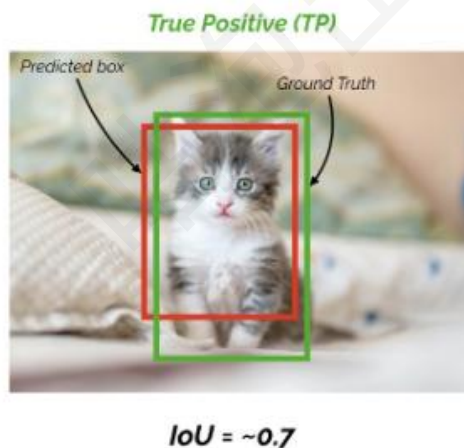 True Positive (TP)
Predicted box
Ground Truth
IoU = ~0.7